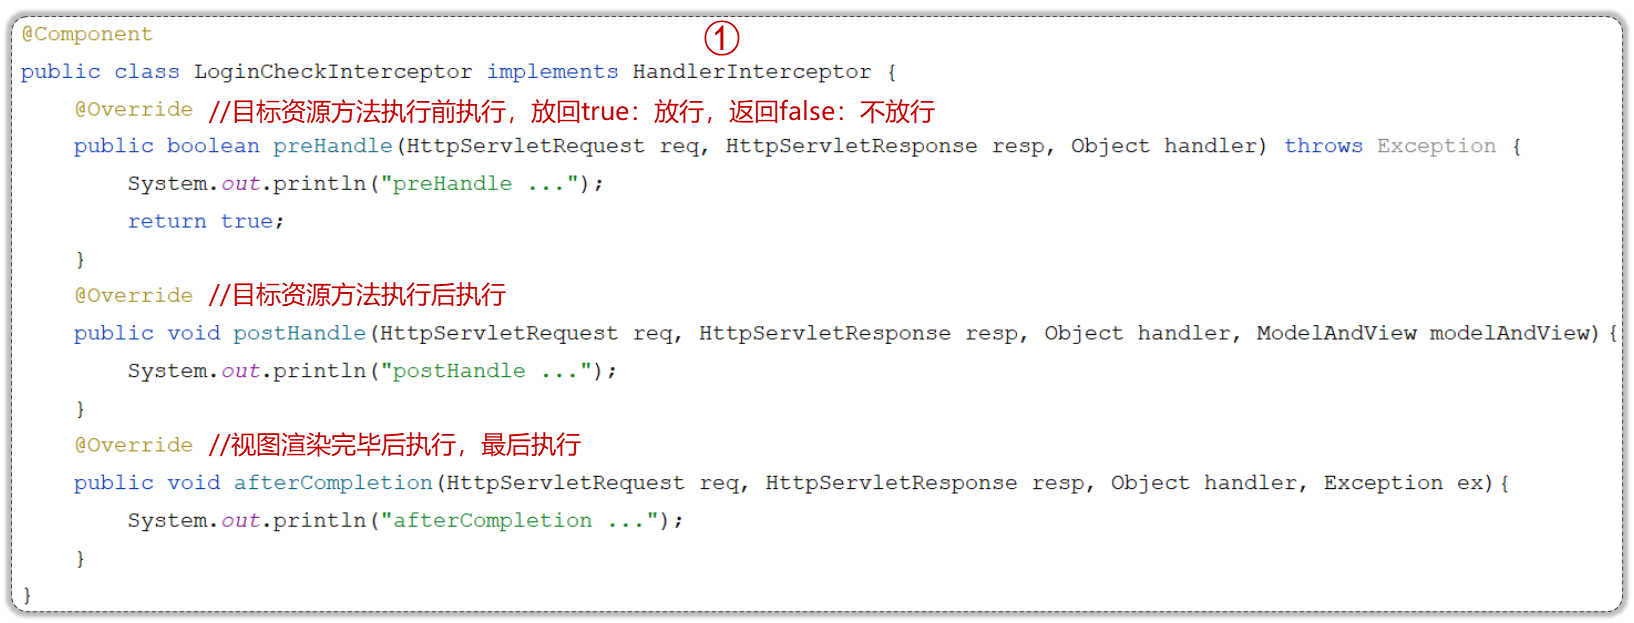 ①
@Component
public class LoginCheckInterceptor implements HandlerInterceptor {
@Override //目标资源方法执行前执行，放回true：放行，返回false：不放行
public boolean preHandle(HttpServletRequest req, HttpServletResponse resp, Object handler) throws Exception {
System.out.println("preHandle ...");
return true;
}
@Override //目标资源方法执行后执行
public void postHandle(HttpServletRequest req, HttpServletResponse resp, Object handler, ModelAndView modelAndView){
System.out.println("postHandle ...");
}
@Override //视图渲染完毕后执行，最后执行
public void afterCompletion(HttpServletRequest req, HttpServletResponse resp, Object handler, Exception ex){
System.out.println("afterCompletion ...");
}
}